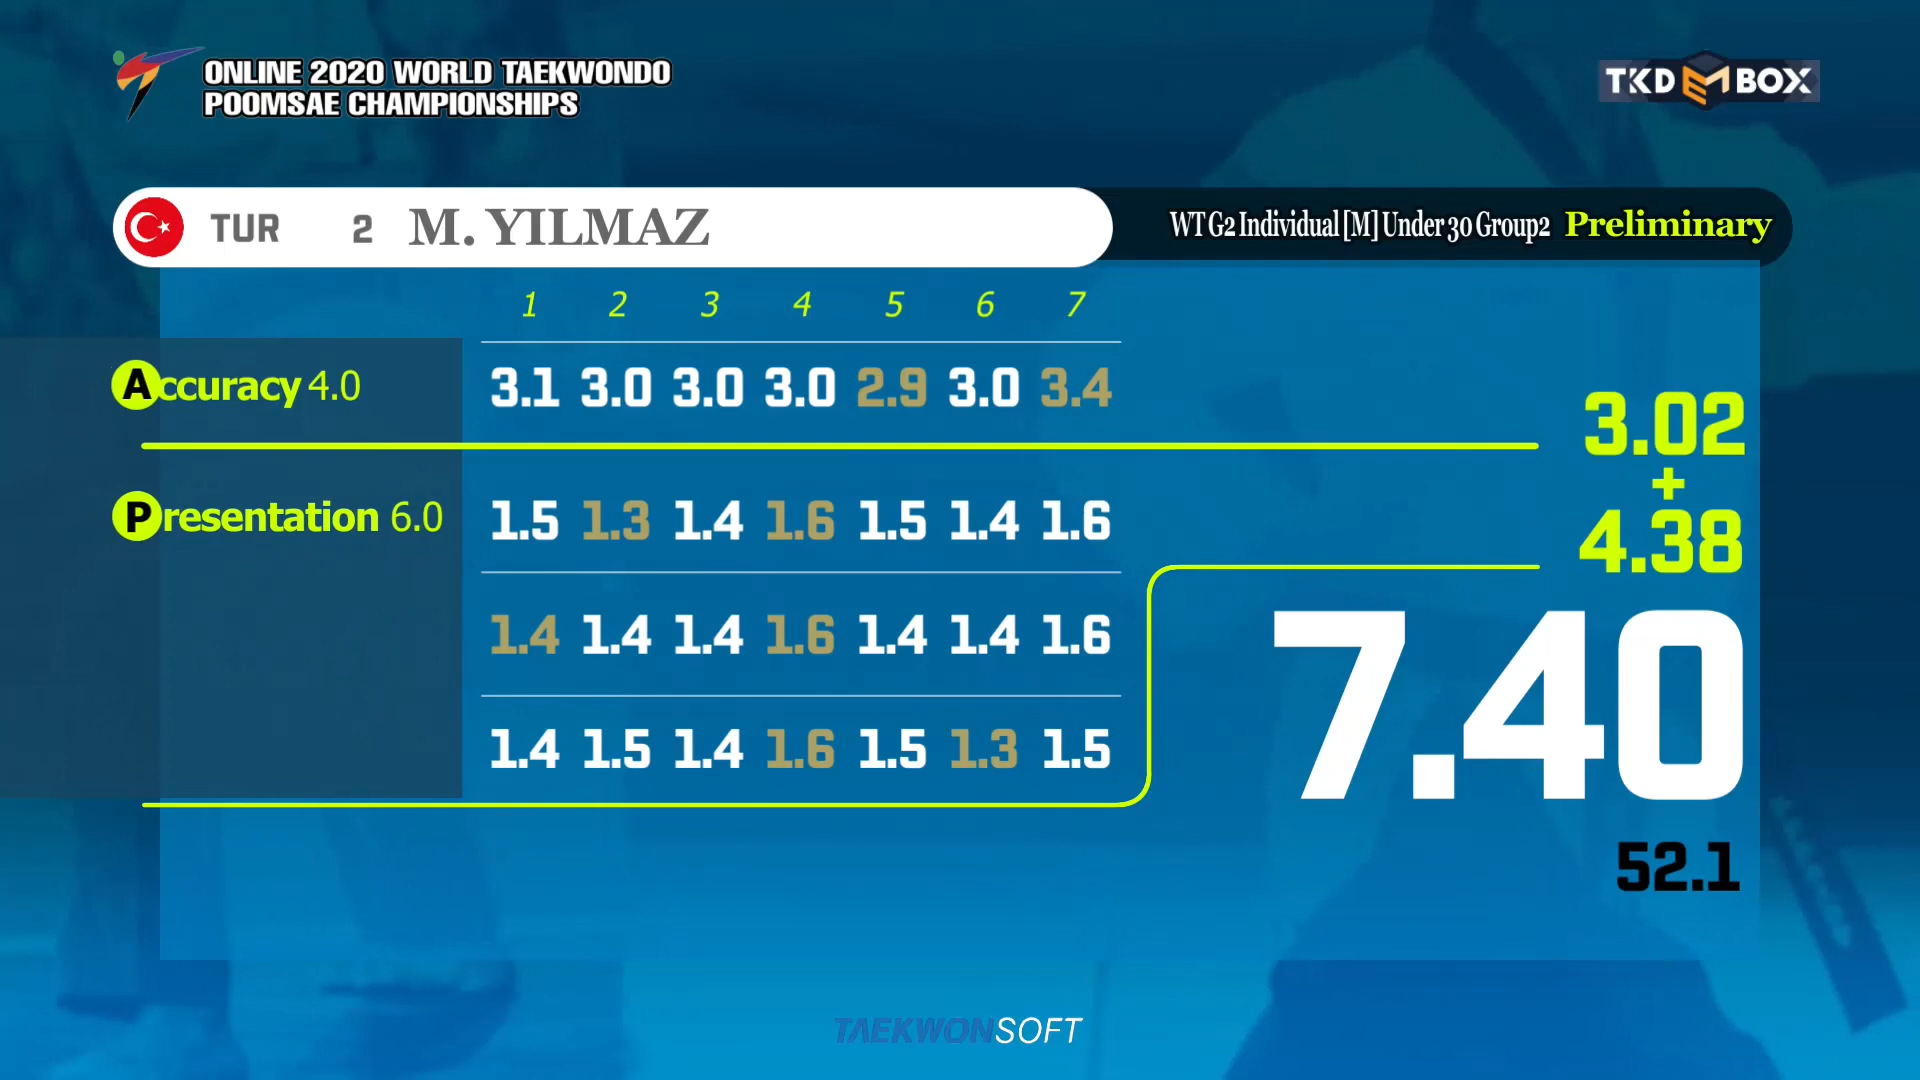 ONLINE 2020 WORLD TAEKWONDO
POOMSAE CHAMPIONSHIPS
TKD BOX
TUR 2 M. YILMAZ
WT G2 Individual [M] Under 30 Group2 Preliminary
1 2 3 4 5 6 7
Accuracy 4.0 3.1 3.0 3.0 3.0 2.9 3.0 3.4
3.02
+
Presentation 6.0 1.5 1.3 1.4 1.6 1.5 1.4 1.6
4.38
1.4 1.4 1.4 1.6 1.4 1.4 1.6
7.40
1.4 1.5 1.4 1.6 1.5 1.3 1.5
52.1
TAEKWONSOFT